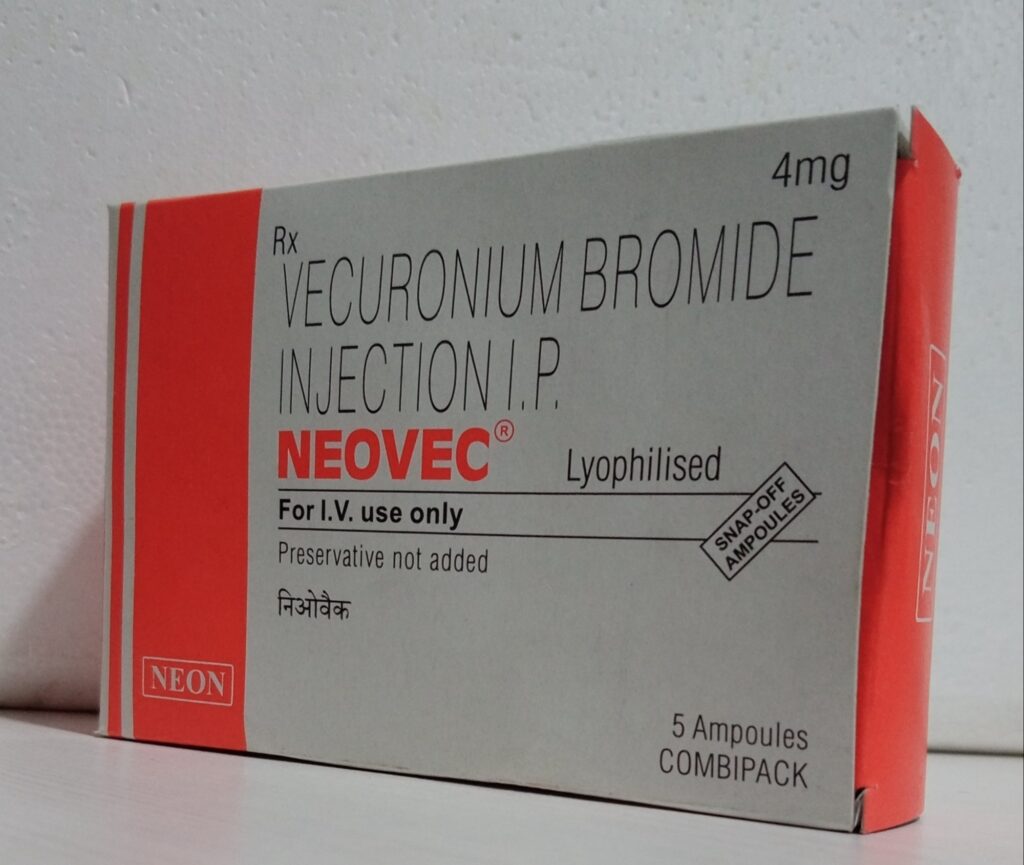 4mg
Rx
VECURONIUM BROMIDE
INJECTION I.P.
NEOVEC®
Lyophilised
For I.V. use only
SNAP-OFF
AMPOULES
Preservative not added
निओवैक
NEON
5 Ampoules
COMBIPACK
NEON